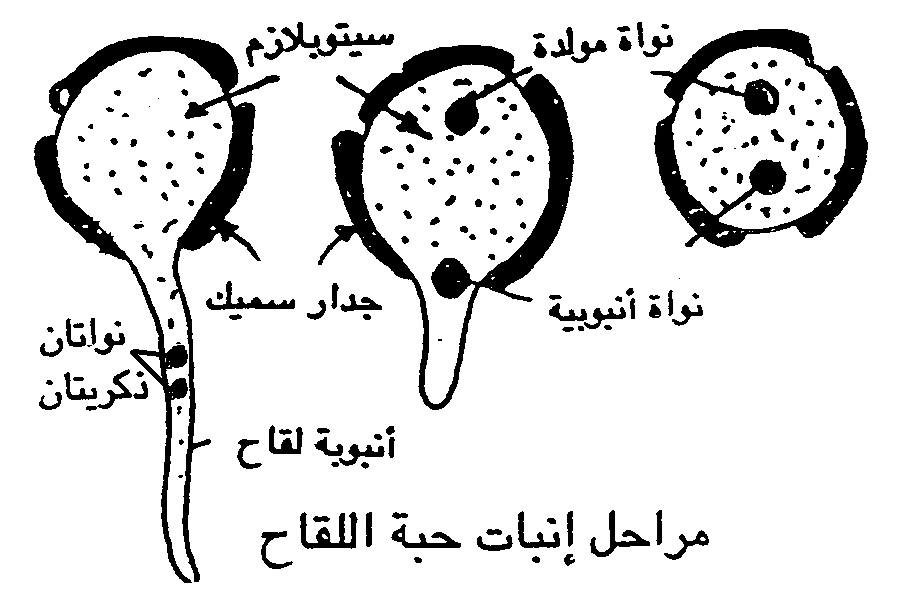 نواة مولدة
سيتوبلازم
جدار سميك
نواة أنبوبية
نواتان
ذكريتان
أنبوبة لقاح
مراحل إنبات حبة اللقاح